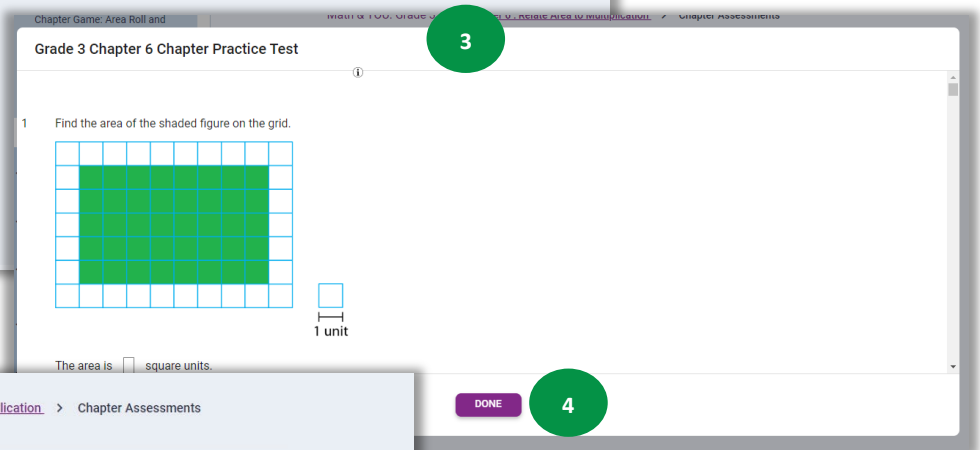 Chapter Game: Area Roll and
Math & YOU: Grade 3 6 : Relate Area to Multiplication > Chapter Assessments
3
Grade 3 Chapter 6 Chapter Practice Test
1 Find the area of the shaded figure on the grid.
1 unit
The area is square units.
lication > Chapter Assessments
DONE
4